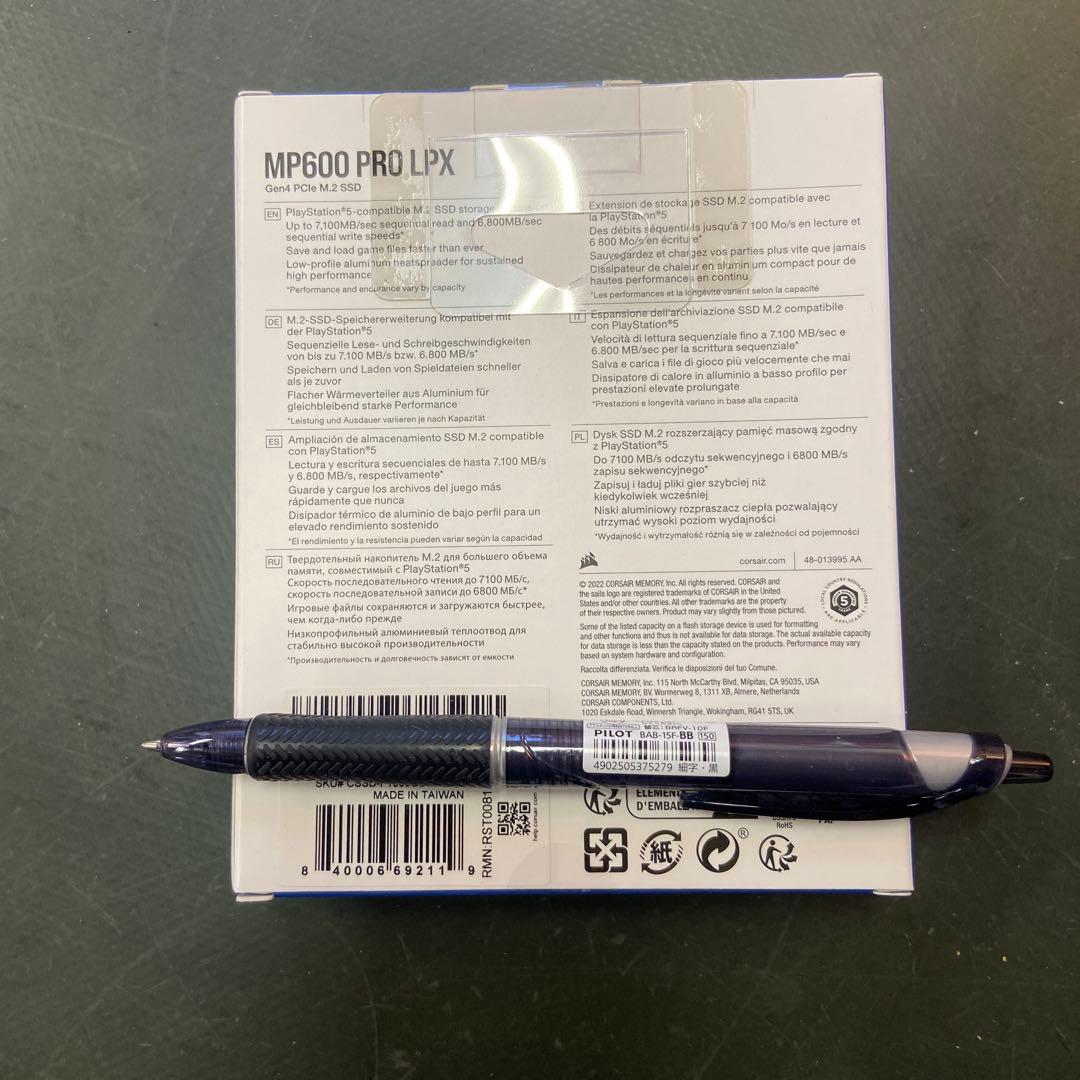 MP600 PRO LPX
Gen4 PCIe M.2 SSD
EN PlayStation®5-compatible M.2 SSD storage
Up to 7,100MB/sec sequential read and 6,800MB/sec
sequential write speeds*
Save and load game files faster than ever
Low-profile aluminum heatspreader for sustained
high performance
*Performance and endurance vary by capacity
DE M.2-SSD-Speichererweiterung kompatibel mit
der PlayStation®5
Sequenzielle Lese- und Schreibgeschwindigkeiten
von bis zu 7.100 MB/s bzw. 6.800 MB/s*
Speichern und Laden von Spieldateien schneller
als je zuvor
Flacher Wärmeverteiler aus Aluminium für
gleichbleibend starke Performance
*Leistung und Ausdauer variieren je nach Kapazität
ES Ampliación de almacenamiento SSD M.2 compatible
con PlayStation®5
Lectura y escritura secuenciales de hasta 7.100 MB/s
y 6.800 MB/s, respectivamente*
Guarde y cargue los archivos del juego más
rápidamente que nunca
Disipador térmico de aluminio de bajo perfil para un
elevado rendimiento sostenido
*El rendimiento y la resistencia pueden variar según la capacidad
RU Твердотельный накопитель M.2 для большего объема
памяти, совместимый с PlayStation®5
Скорость последовательного чтения до 7100 МБ/с,
скорость последовательной записи до 6800 МБ/с*
Игровые файлы сохраняются и загружаются быстрее,
чем когда-либо прежде
Низкопрофильный алюминиевый теплоотвод для
стабильно высокой производительности
*Производительность и долговечность зависят от емкости
Extension de stockage SSD M.2 compatible avec
la PlayStation®5
Des débits séquentiels jusqu'à 7 100 Mo/s en lecture et
6 800 Mo/s en écriture*
Sauvegardez et chargez vos parties plus vite que jamais
Dissipateur de chaleur en aluminium compact pour de
hautes performances en continu
*Les performances et la longévité varient selon la capacité
IT Espansione dell'archiviazione SSD M.2 compatibile
con PlayStation®5
Velocità di lettura sequenziale fino a 7.100 MB/sec e
6.800 MB/sec per la scrittura sequenziale*
Salva e carica i file di gioco più velocemente che mai
Dissipatore di calore in alluminio a basso profilo per
prestazioni elevate prolungate
*Prestazioni e longevità variano in base alla capacità
PL Dysk SSD M.2 rozszerzający pamięć masową zgodny
z PlayStation®5
Do 7100 MB/s odczytu sekwencyjnego i 6800 MB/s
zapisu sekwencyjnego*
Zapisuj i ładuj pliki gier szybciej niż
kiedykolwiek wcześniej
Niski aluminiowy rozpraszacz ciepła pozwalający
utrzymać wysoki poziom wydajności
*Wydajność i wytrzymałość różnią się w zależności od pojemności
corsair.com 48-013995 AA
© 2022 CORSAIR MEMORY, Inc. All rights reserved. CORSAIR and
the sails logo are registered trademarks of CORSAIR in the United
States and/or other countries. All other trademarks are the property
of their respective owners. Product may vary slightly from those pictured.
LOCAL COUNTRY REGULATIONS
5
YEARS
ARE APPLICABLE
Some of the listed capacity on a flash storage device is used for formatting
and other functions and thus is not available for data storage. The actual available capacity
for data storage is less than the capacity stated on the products. Performance may vary
based on system hardware and configuration.
Raccolta differenziata. Verifica le disposizioni del tuo Comune.
CORSAIR MEMORY, Inc. 115 North McCarthy Blvd, Milpitas, CA 95035, USA
CORSAIR MEMORY, BV. Wormerweg 8, 1311 XB, Almere, Netherlands
CORSAIR COMPONENTS, Ltd.
1020 Eskdale Road, Winnersh Triangle, Wokingham, RG41 5TS, UK
PILOT BAB-15F-BB 150
4902505375279 細字・黒
SKU#
MADE IN TAIWAN
RMN:RST0081
help.corsair.com
8 40006 69211 9
ELEMENTS
D'EMBAL
RoHS
紙
®